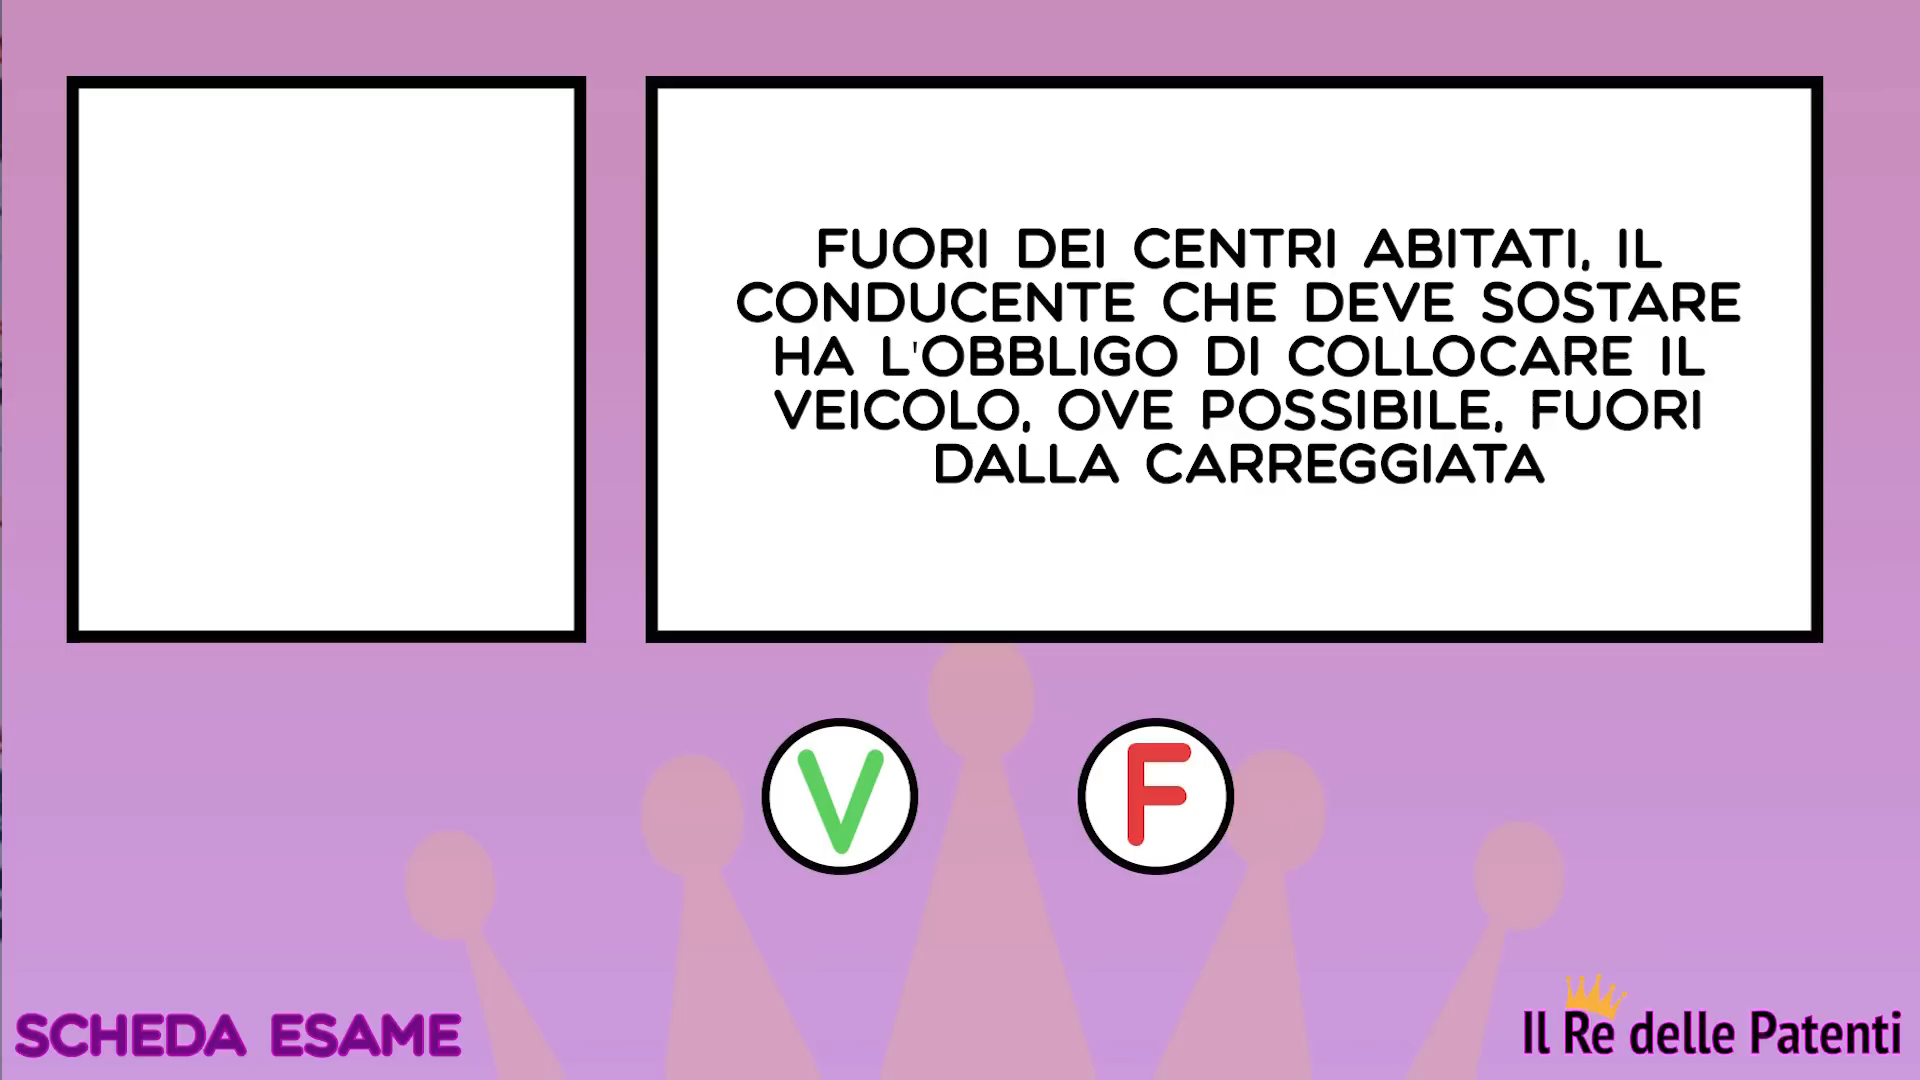 FUORI DEI CENTRI ABITATI, IL
CONDUCENTE CHE DEVE SOSTARE
HA L'OBBLIGO DI COLLOCARE IL
VEICOLO, OVE POSSIBILE, FUORI
DALLA CARREGGIATA
V F
SCHEDA ESAME
Il Re delle Patenti